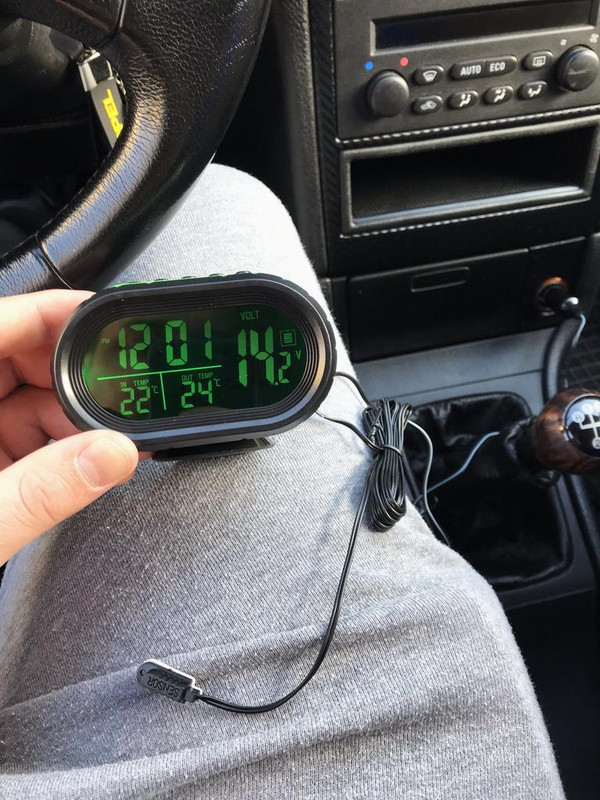 AUTO ECO
VOLT
PM 12 01 14.2 V
IN TEMP OUT TEMP
22 °C 24 °C
SENSOR